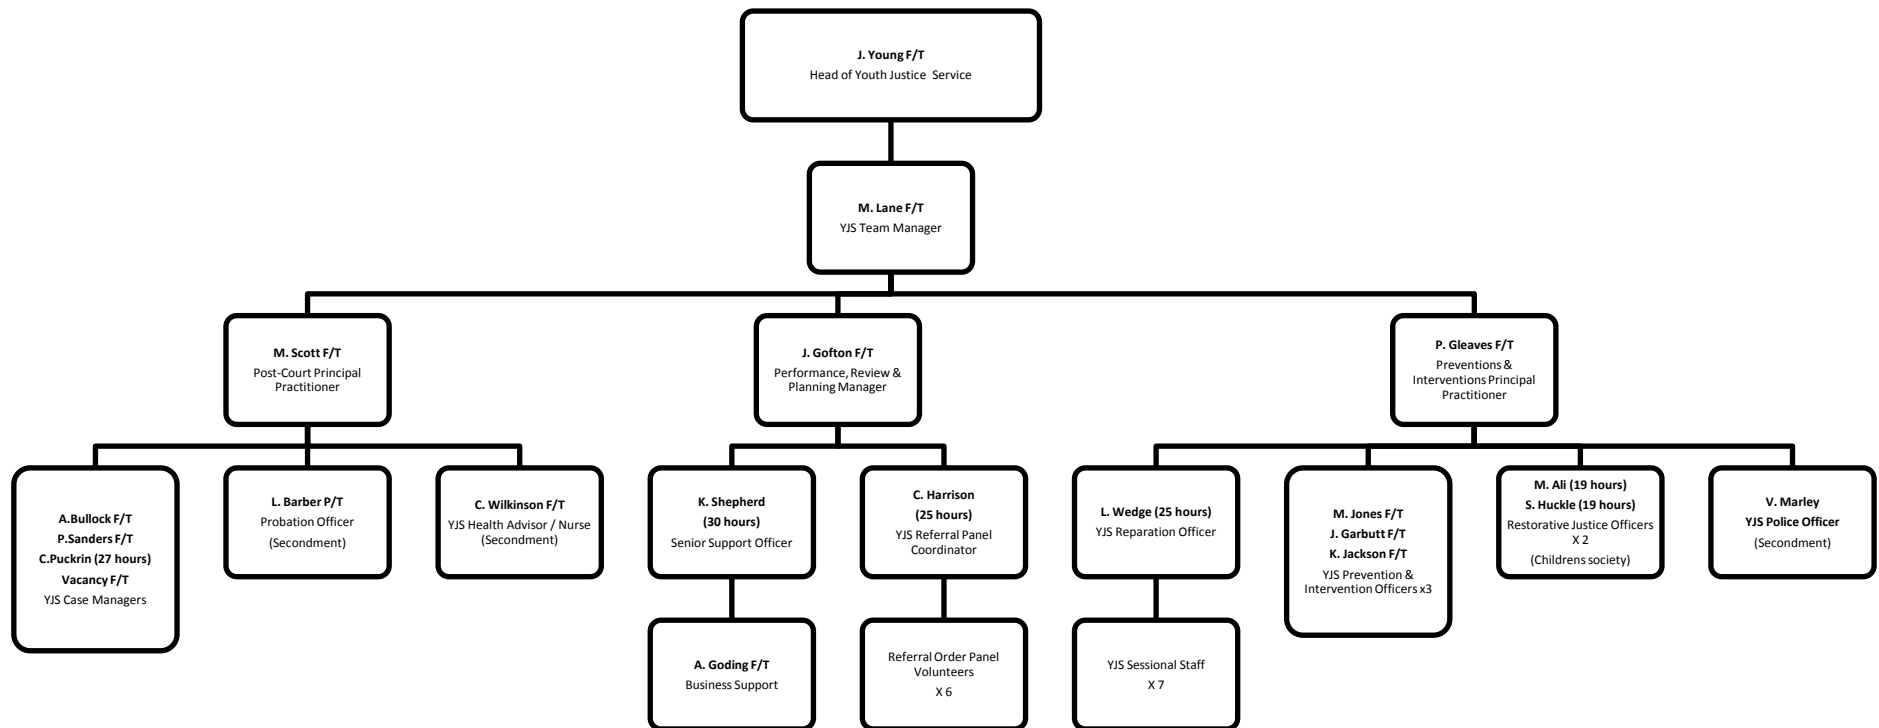 J. Young F/T
Head of Youth Justice Service
M. Lane F/T
YJS Team Manager
M. Scott F/T
Post-Court Principal
Practitioner
J. Gofton F/T
Performance, Review &
Planning Manager
P. Gleaves F/T
Preventions &
Interventions Principal
Practitioner
A.Bullock F/T
P.Sanders F/T
C.Puckrin (27 hours)
Vacancy F/T
YJS Case Managers
L. Barber P/T
Probation Officer
(Secondment)
C. Wilkinson F/T
YJS Health Advisor / Nurse
(Secondment)
K. Shepherd
(30 hours)
Senior Support Officer
C. Harrison
(25 hours)
YJS Referral Panel
Coordinator
L. Wedge (25 hours)
YJS Reparation Officer
M. Jones F/T
J. Garbutt F/T
K. Jackson F/T
YJS Prevention &
Intervention Officers x3
M. Ali (19 hours)
S. Huckle (19 hours)
Restorative Justice Officers
X 2
(Childrens society)
V. Marley
YJS Police Officer
(Secondment)
A. Goding F/T
Business Support
Referral Order Panel
Volunteers
X 6
YJS Sessional Staff
X 7